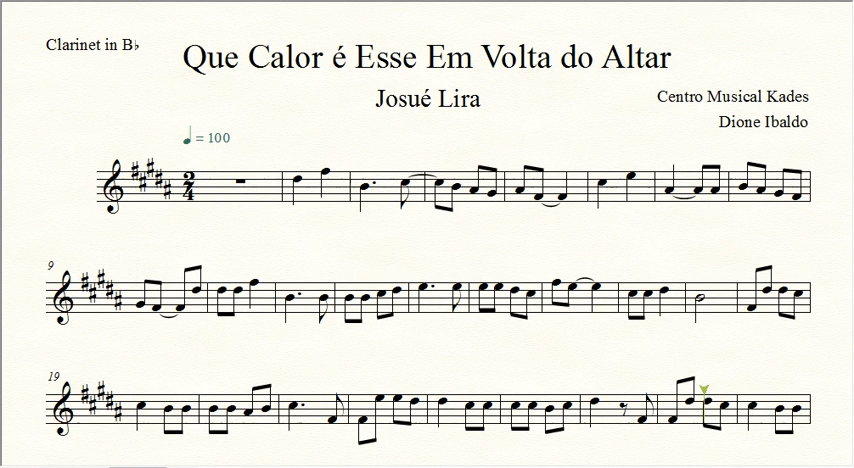 Clarinet in B♭
Que Calor é Esse Em Volta do Altar
Josué Lira
Centro Musical Kades
Dione Ibaldo
♩ = 100
2
4
9
19